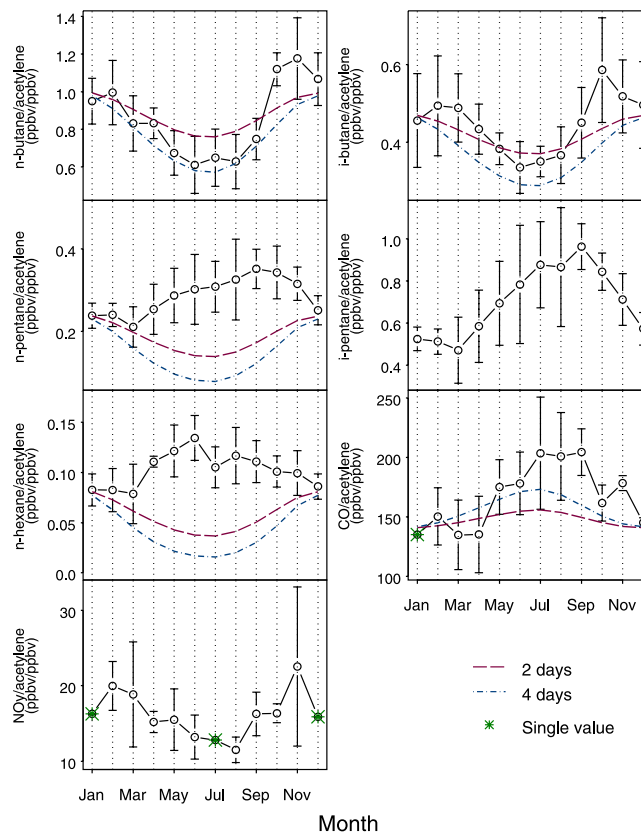 n-butane/acetylene
(ppbv/ppbv)
1.4
1.2
1.0
0.8
0.6
i-butane/acetylene
(ppbv/ppbv)
0.6
0.4
n-pentane/acetylene
(ppbv/ppbv)
0.4
0.2
i-pentane/acetylene
(ppbv/ppbv)
1.0
0.8
0.6
0.4
n-hexane/acetylene
(ppbv/ppbv)
0.15
0.10
0.05
0.0
CO/acetylene
(ppbv/ppbv)
250
200
150
100
Jan Mar May Jul Sep Nov
NOy/acetylene
(ppbv/ppbv)
30
20
10
Jan Mar May Jul Sep Nov
2 days
4 days
Single value
Month